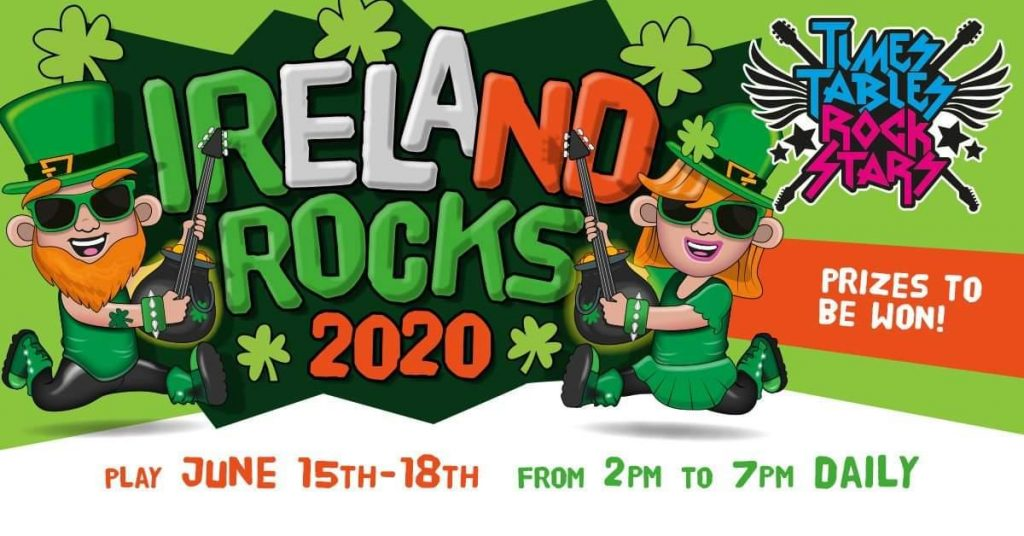 IRELAND
ROCKS
2020
TIMES
TABLES
ROCK
STARS
PRIZES TO
BE WON!
PLAY JUNE 15TH-18TH FROM 2PM TO 7PM DAILY